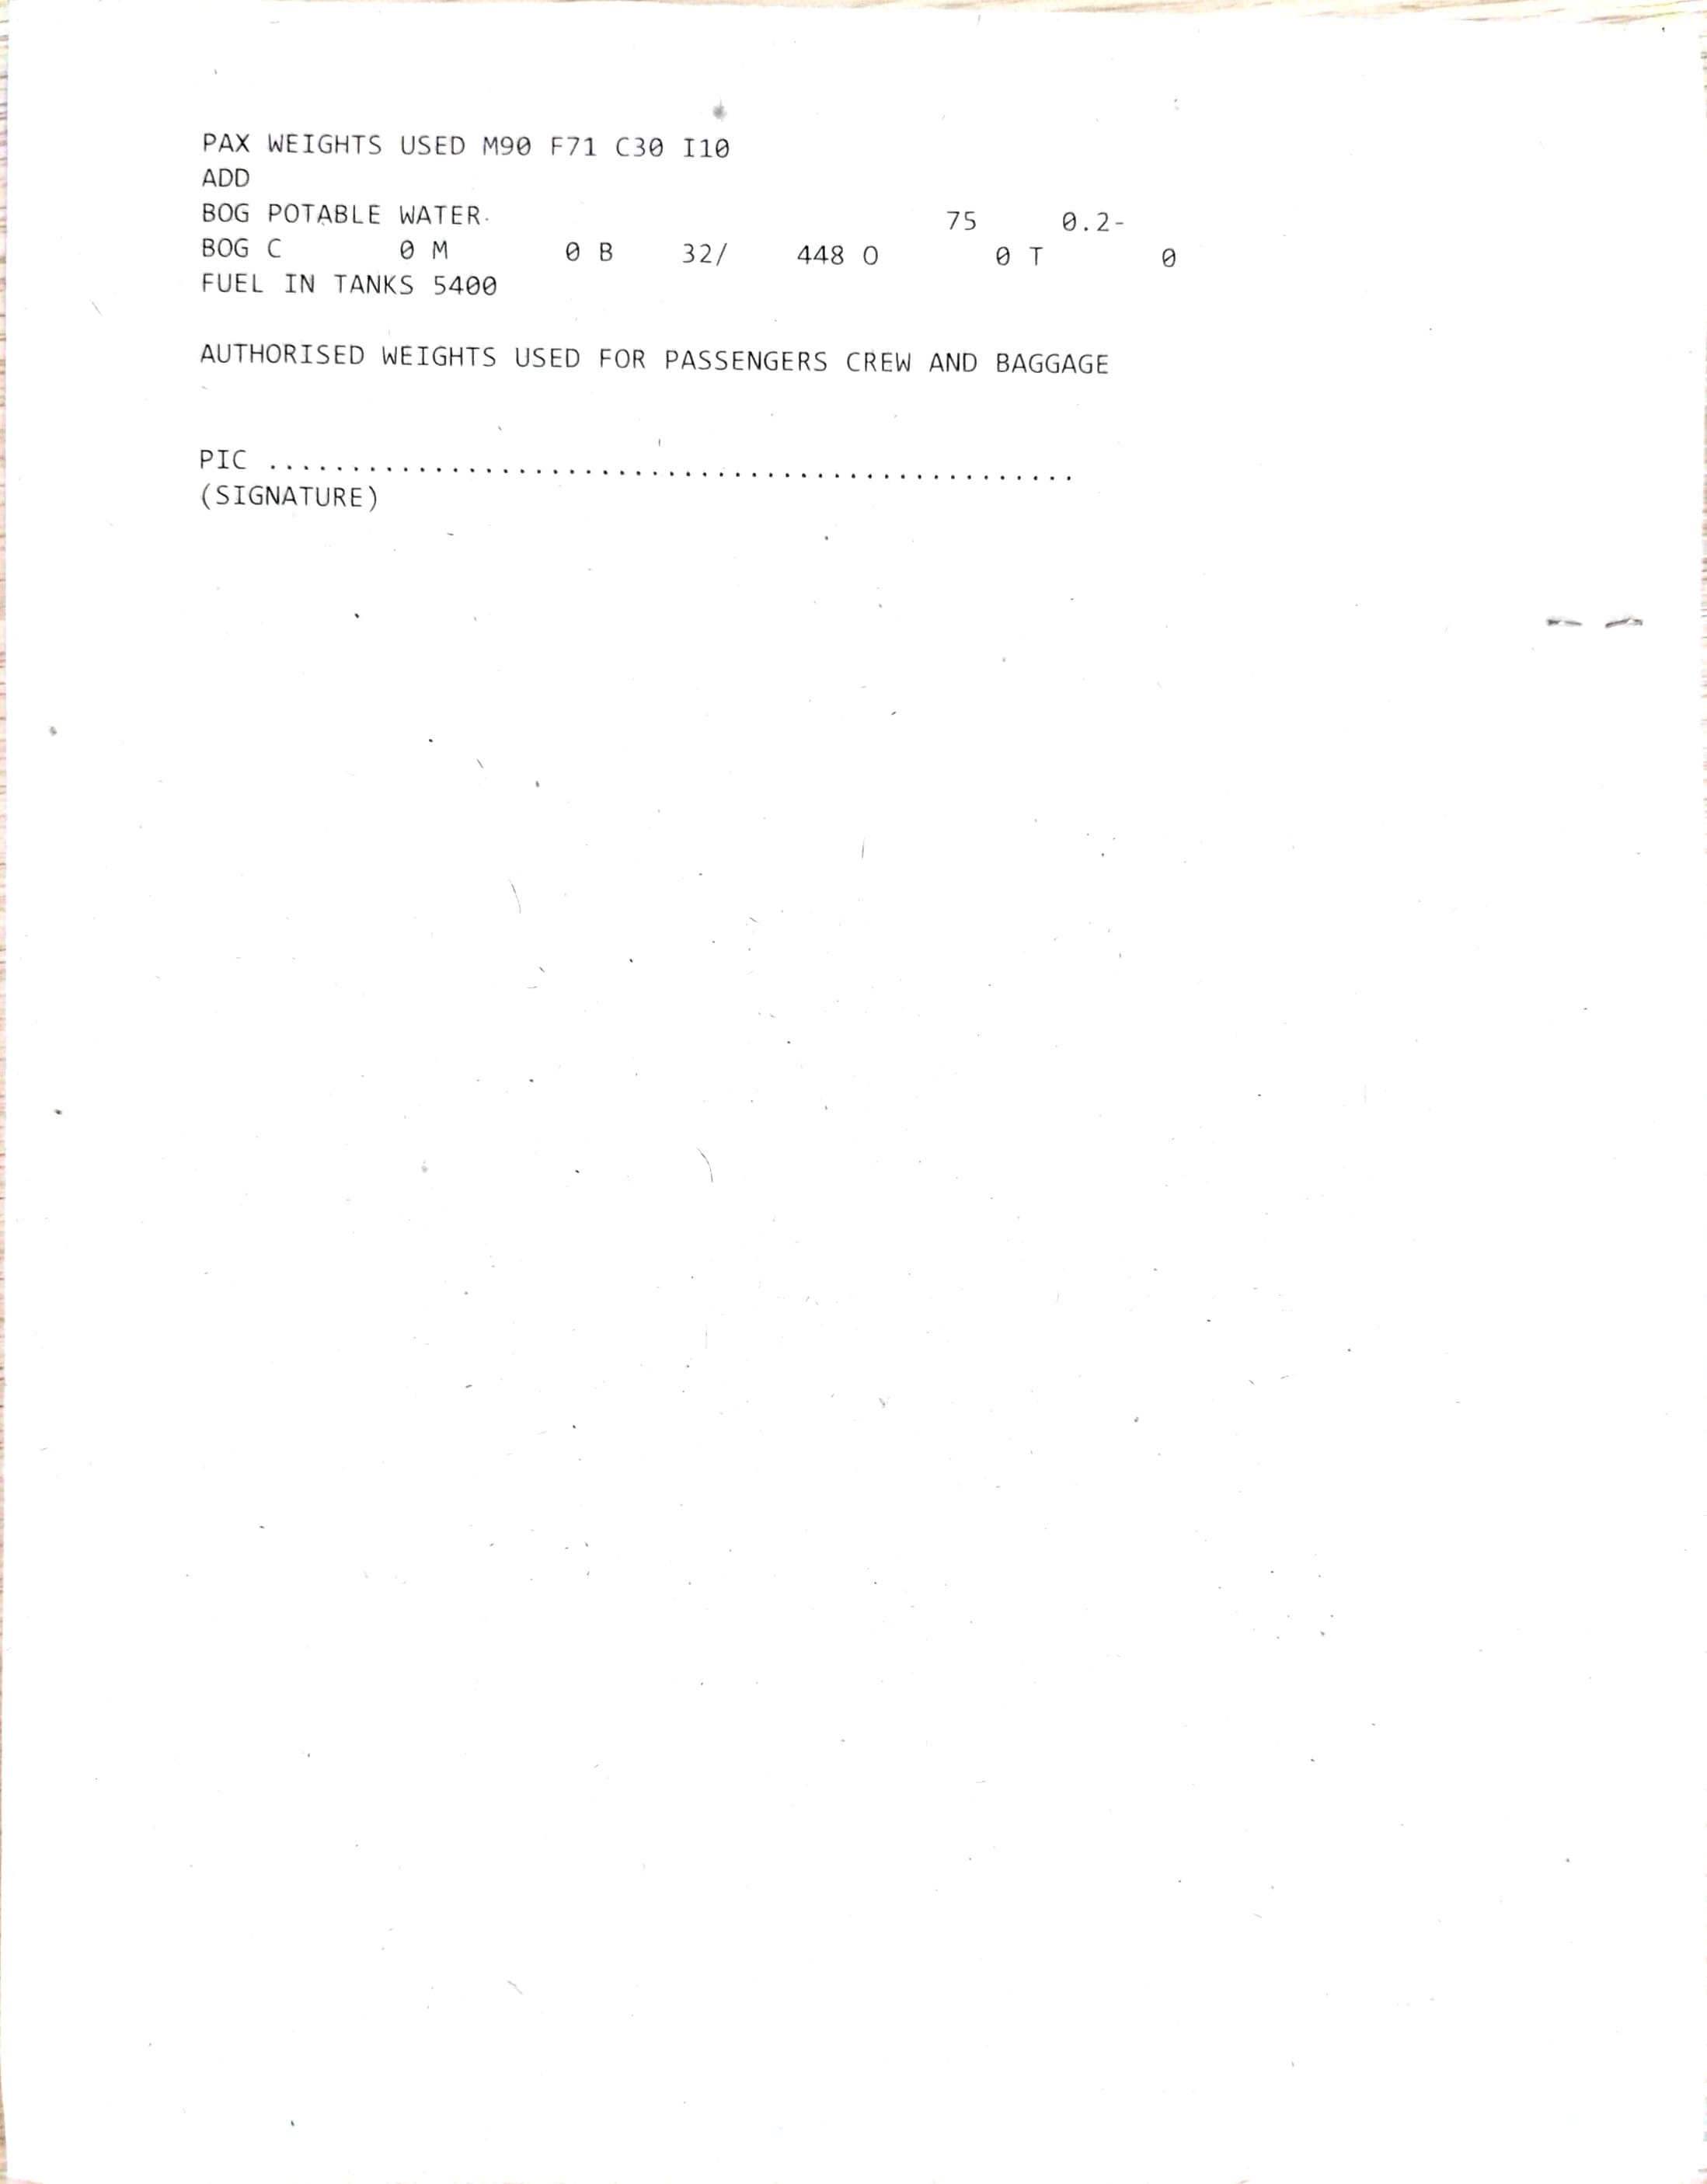 PAX WEIGHTS USED M90 F71 C30 I10
ADD
BOG POTABLE WATER. 75 0.2-
BOG C 0 M 0 B 32/ 448 O 0 T 0
FUEL IN TANKS 5400
AUTHORISED WEIGHTS USED FOR PASSENGERS CREW AND BAGGAGE
PIC .................................................
(SIGNATURE)